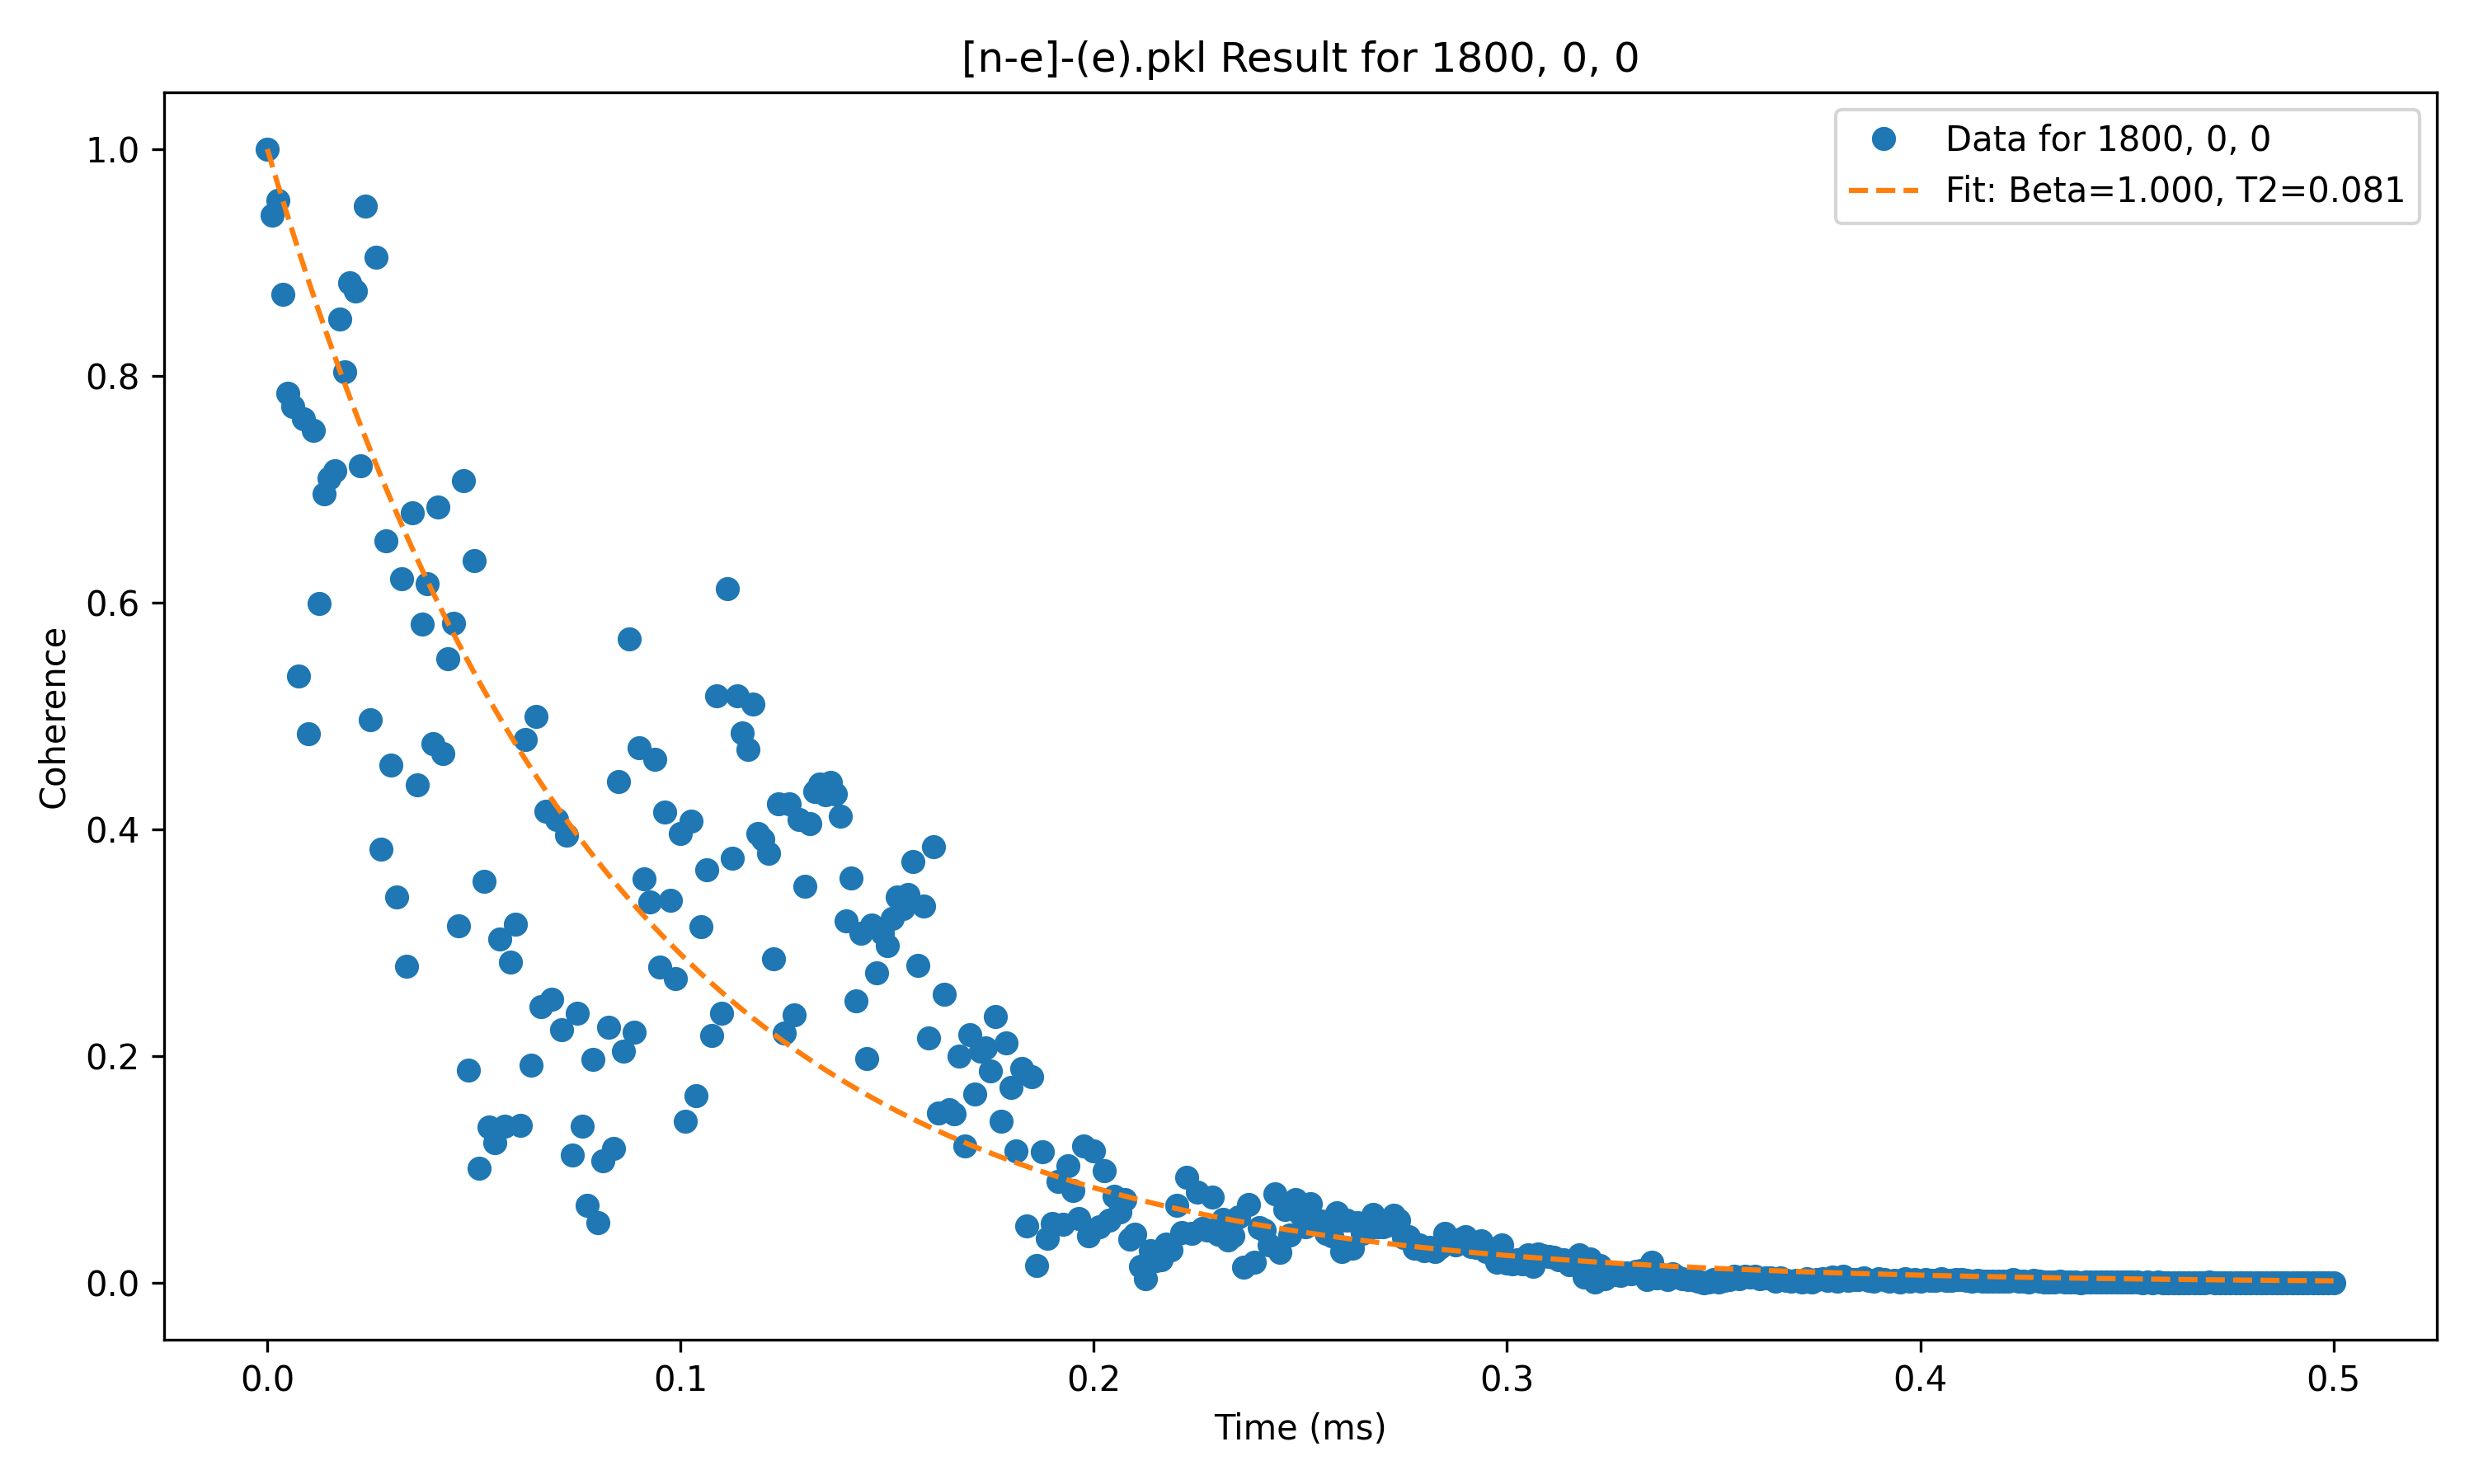 [n-e]-(e).pkl Result for 1800, 0, 0
Data for 1800, 0, 0
Fit: Beta=1.000, T2=0.081
Coherence
1.0
0.8
0.6
0.4
0.2
0.0
0.0 0.1 0.2 0.3 0.4 0.5
Time (ms)